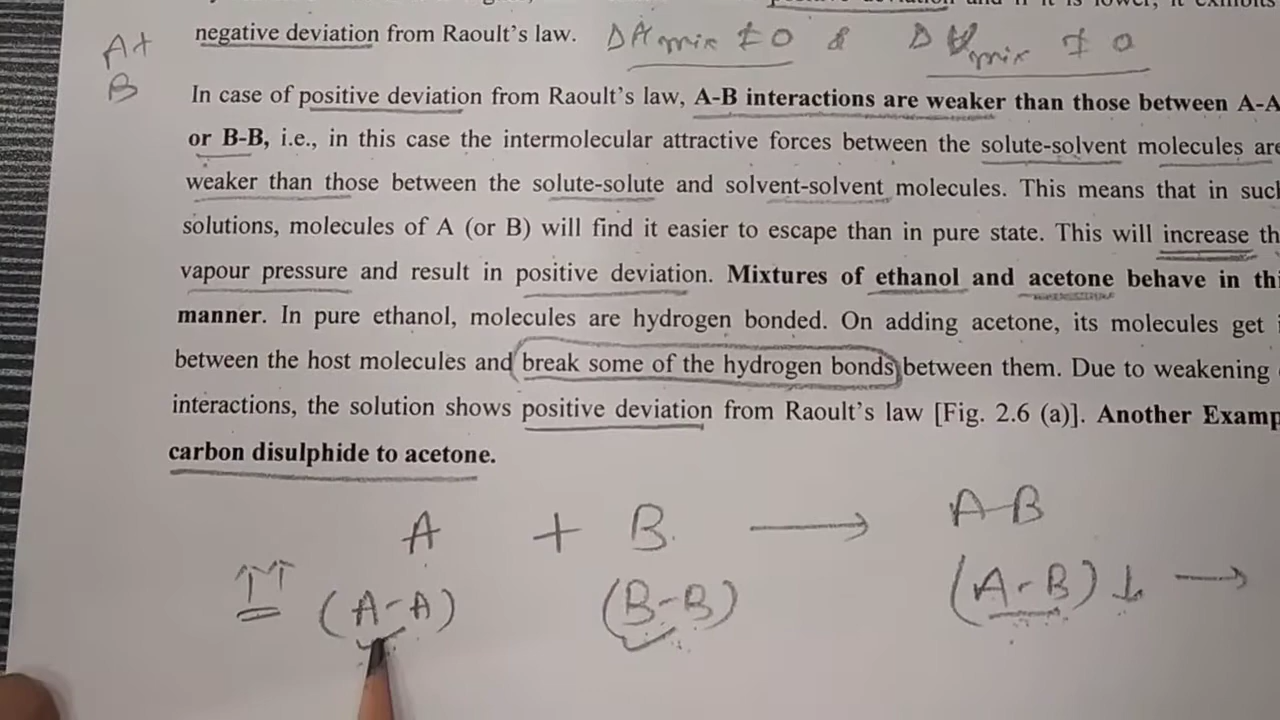 negative deviation from Raoult's law. ΔHmix ≠ 0 & ΔVmix ≠ 0
A+
B
In case of positive deviation from Raoult's law, A-B interactions are weaker than those between A-A
or B-B, i.e., in this case the intermolecular attractive forces between the solute-solvent molecules are
weaker than those between the solute-solute and solvent-solvent molecules. This means that in such
solutions, molecules of A (or B) will find it easier to escape than in pure state. This will increase th
vapour pressure and result in positive deviation. Mixtures of ethanol and acetone behave in thi
manner. In pure ethanol, molecules are hydrogen bonded. On adding acetone, its molecules get i
between the host molecules and break some of the hydrogen bonds between them. Due to weakening
interactions, the solution shows positive deviation from Raoult's law [Fig. 2.6 (a)]. Another Examp
carbon disulphide to acetone.
A + B ⟶ A-B
(A-A) (B-B) (A-B)↓ →